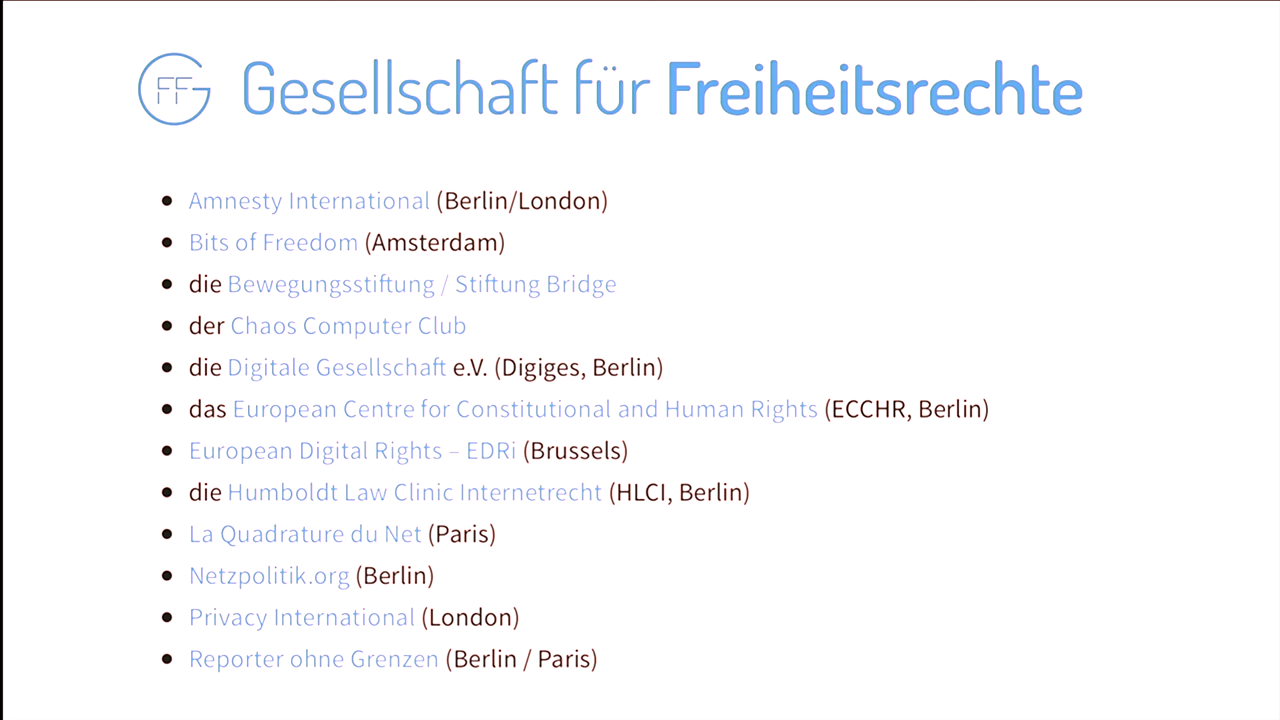 GFF Gesellschaft für Freiheitsrechte
• Amnesty International (Berlin/London)
• Bits of Freedom (Amsterdam)
• die Bewegungsstiftung / Stiftung Bridge
• der Chaos Computer Club
• die Digitale Gesellschaft e.V. (Digiges, Berlin)
• das European Centre for Constitutional and Human Rights (ECCHR, Berlin)
• European Digital Rights – EDRi (Brussels)
• die Humboldt Law Clinic Internetrecht (HLCI, Berlin)
• La Quadrature du Net (Paris)
• Netzpolitik.org (Berlin)
• Privacy International (London)
• Reporter ohne Grenzen (Berlin / Paris)